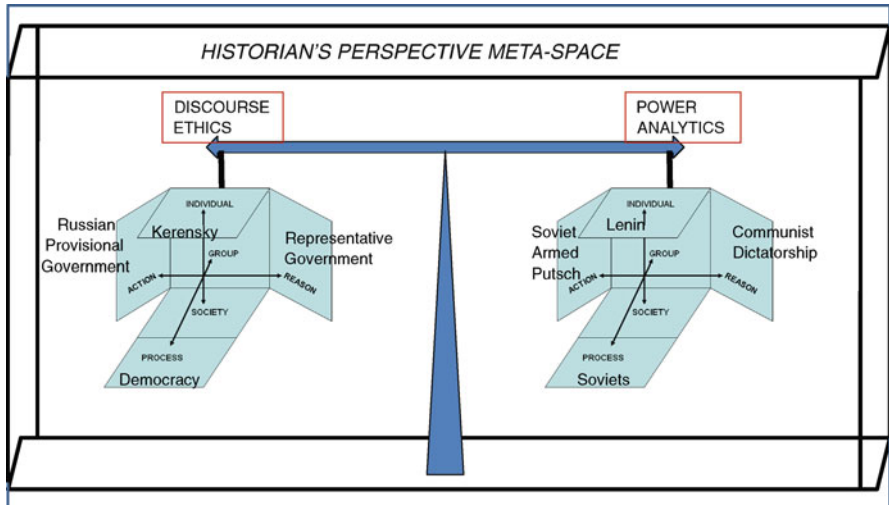 HISTORIAN'S PERSPECTIVE META-SPACE
DISCOURSE
ETHICS
POWER
ANALYTICS
INDIVIDUAL
Kerensky
Russian
Provisional
Government
Representative
Government
GROUP
ACTION
REASON
SOCIETY
PROCESS
Democracy
INDIVIDUAL
Lenin
Soviet
Armed
Putsch
Communist
Dictatorship
GROUP
ACTION
REASON
SOCIETY
PROCESS
Soviets